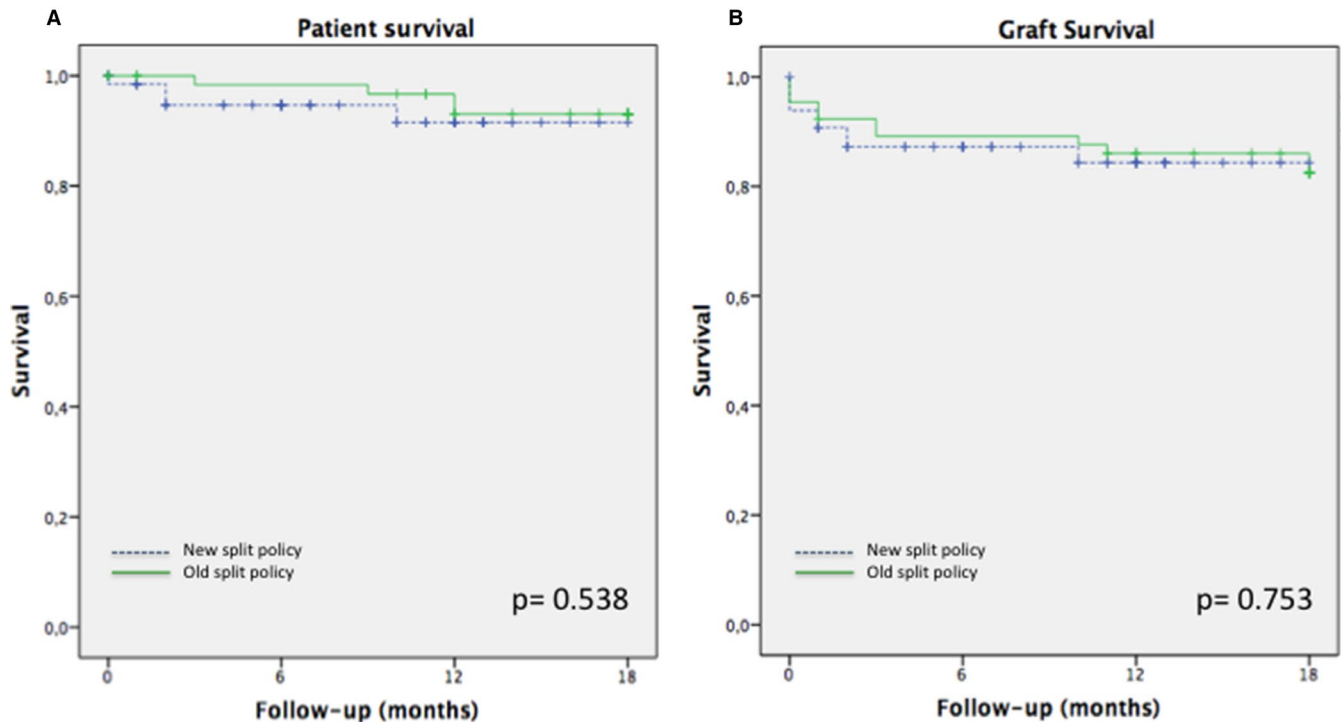 A
Patient survival
1,0
0,8
0,6
0,4
0,2
0,0
Survival
New split policy
Old split policy
p= 0.538
0 6 12 18
Follow-up (months)
B
Graft Survival
1,0
0,8
0,6
0,4
0,2
0,0
Survival
New split policy
Old split policy
p= 0.753
0 6 12 18
Follow-up (months)